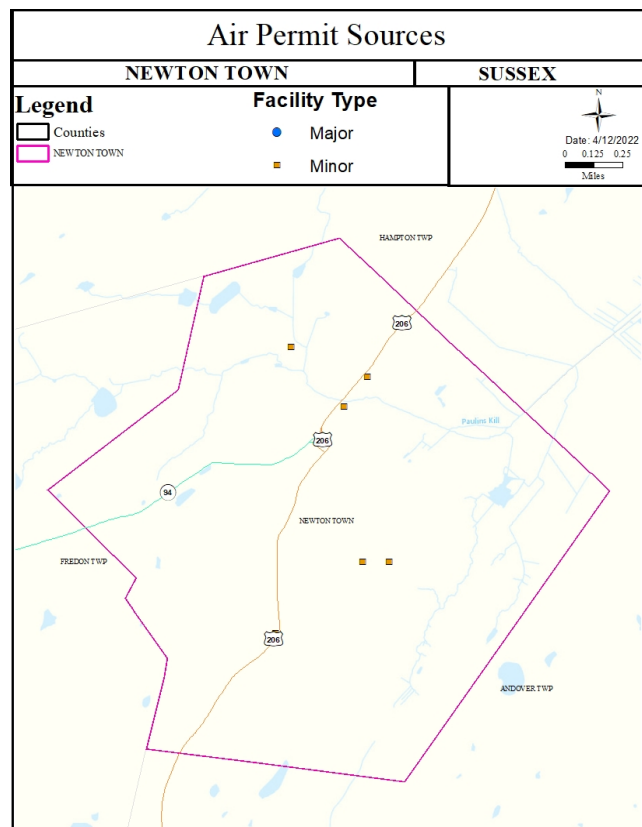 Air Permit Sources
NEWTON TOWN
SUSSEX
Legend
Counties
NEWTON TOWN
Facility Type
Major
Minor
N
Date: 4/12/2022
0 0.125 0.25
Miles
HAMPTON TWP
206
Paulins Kill
206
94
NEWTON TOWN
FREDON TWP
206
ANDOVER TWP